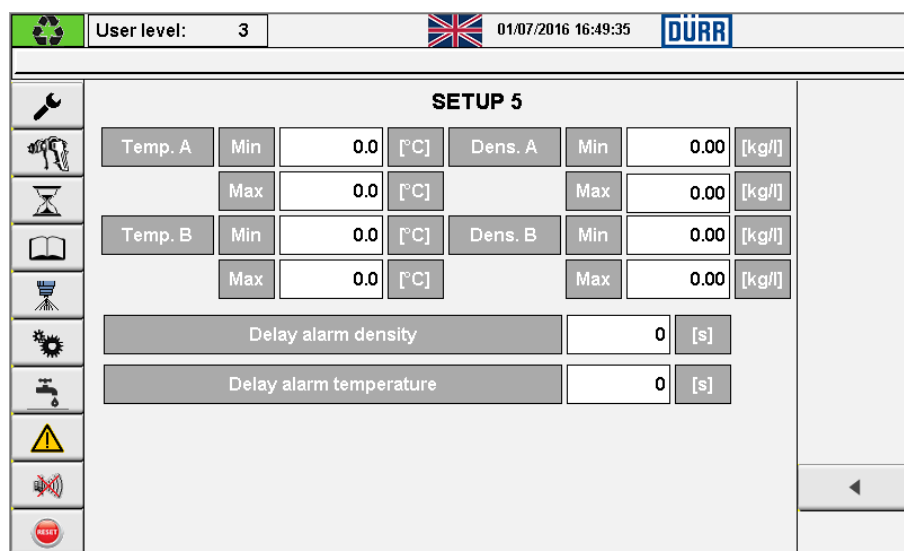 User level: 3 01/07/2016 16:49:35 DÜRR
SETUP 5
Temp. A Min 0.0 [°C] Dens. A Min 0.00 [kg/l]
Max 0.0 [°C] Max 0.00 [kg/l]
Temp. B Min 0.0 [°C] Dens. B Min 0.00 [kg/l]
Max 0.0 [°C] Max 0.00 [kg/l]
Delay alarm density 0 [s]
Delay alarm temperature 0 [s]
RESET